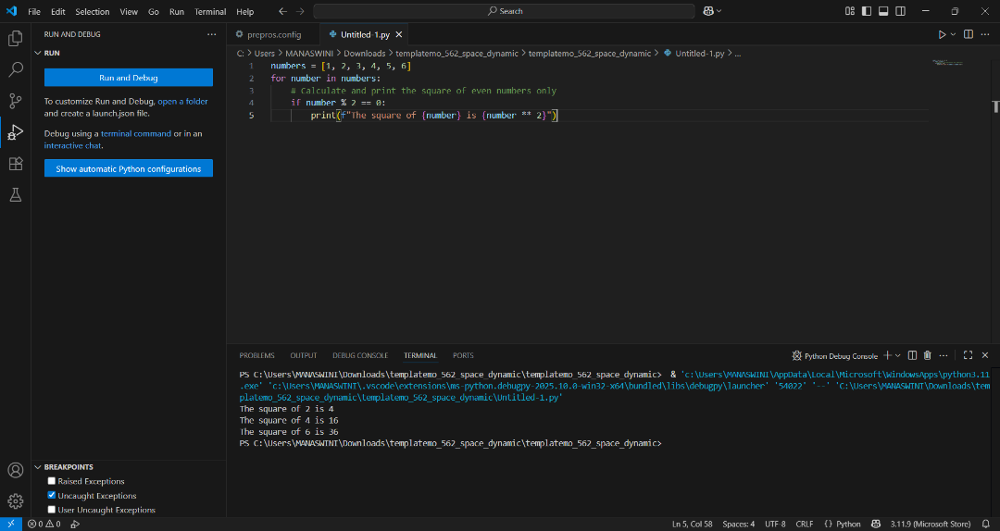 File Edit Selection View Go Run Terminal Help Search
RUN AND DEBUG ... prepros.config Untitled-1.py
RUN
C: > Users > MANASWINI > Downloads > templatemo_562_space_dynamic > templatemo_562_space_dynamic > Untitled-1.py > ...
Run and Debug
To customize Run and Debug, open a folder
and create a launch.json file.
Debug using a terminal command or in an
interactive chat.
Show automatic Python configurations
1 numbers = [1, 2, 3, 4, 5, 6]
2 for number in numbers:
3 # Calculate and print the square of even numbers only
4 if number % 2 == 0:
5 print(f"The square of {number} is {number ** 2}")
PROBLEMS OUTPUT DEBUG CONSOLE TERMINAL PORTS Python Debug Console
PS C:\Users\MANASWINI\Downloads\templatemo_562_space_dynamic\templatemo_562_space_dynamic> & 'c:\Users\MANASWINI\AppData\Local\Microsoft\WindowsApps\python3.11
.exe' 'c:\Users\MANASWINI\.vscode\extensions\ms-python.debugpy-2025.10.0-win32-x64\bundled\libs\debugpy\launcher' '54022' '--' 'C:\Users\MANASWINI\Downloads\tem
platemo_562_space_dynamic\templatemo_562_space_dynamic\Untitled-1.py'
The square of 2 is 4
The square of 4 is 16
The square of 6 is 36
PS C:\Users\MANASWINI\Downloads\templatemo_562_space_dynamic\templatemo_562_space_dynamic>
BREAKPOINTS
Raised Exceptions
Uncaught Exceptions
User Uncaught Exceptions
0 0 Ln 5, Col 58 Spaces: 4 UTF-8 CRLF {} Python 3.11.9 (Microsoft Store)